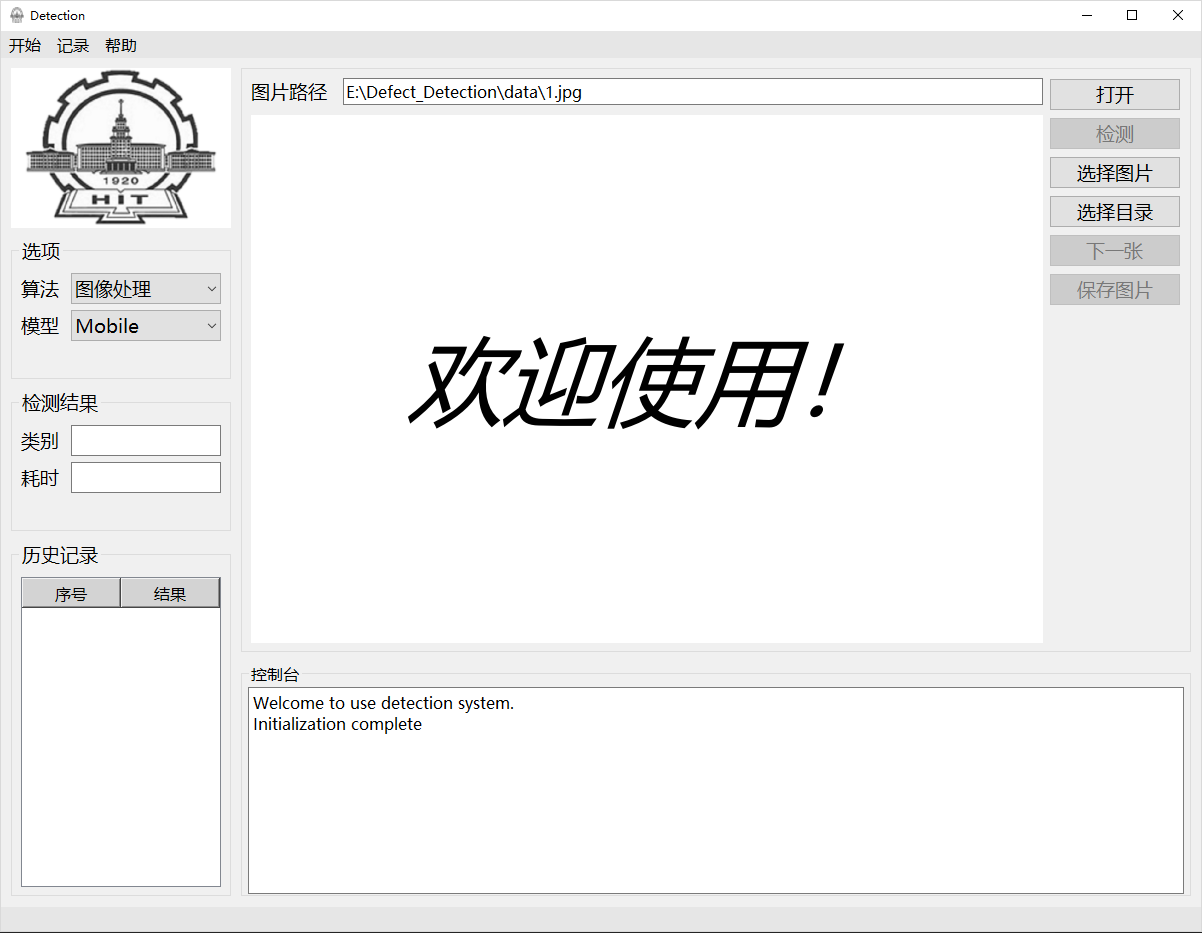 Detection
开始 记录 帮助
1920
HIT
选项
算法 图像处理
模型 Mobile
检测结果
类别
耗时
历史记录
序号 结果
图片路径 E:\Defect_Detection\data\1.jpg
欢迎使用！
打开
检测
选择图片
选择目录
下一张
保存图片
控制台
Welcome to use detection system.
Initialization complete